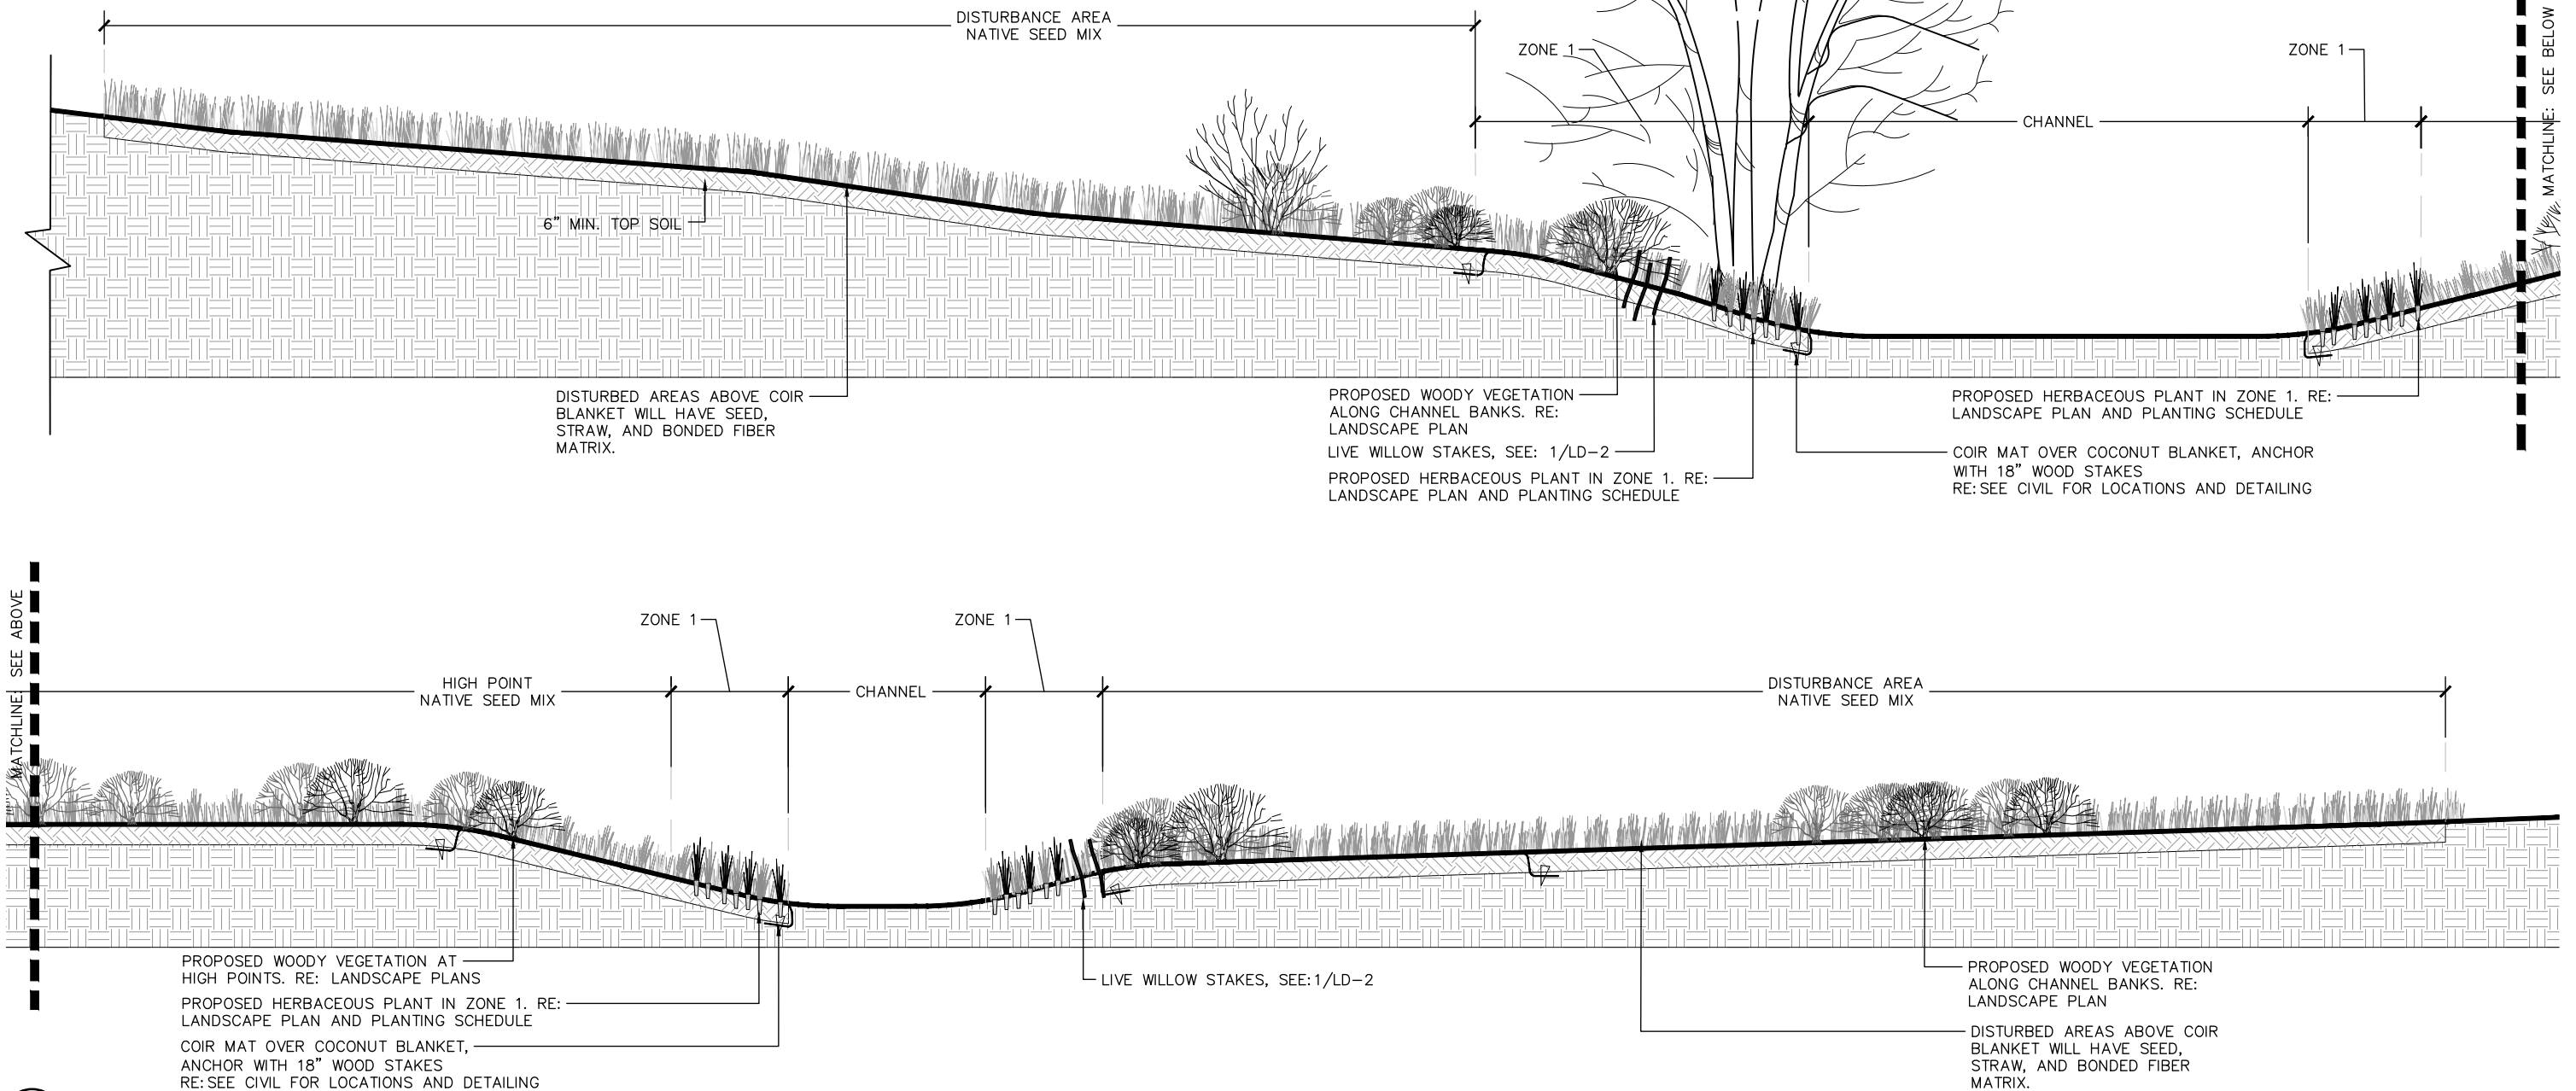 DISTURBANCE AREA
NATIVE SEED MIX
ZONE 1
CHANNEL
ZONE 1
MATCHLINE: SEE BELOW
6" MIN. TOP SOIL
DISTURBED AREAS ABOVE COIR
BLANKET WILL HAVE SEED,
STRAW, AND BONDED FIBER
MATRIX.
PROPOSED WOODY VEGETATION
ALONG CHANNEL BANKS. RE:
LANDSCAPE PLAN
LIVE WILLOW STAKES, SEE: 1/LD-2
PROPOSED HERBACEOUS PLANT IN ZONE 1. RE:
LANDSCAPE PLAN AND PLANTING SCHEDULE
PROPOSED HERBACEOUS PLANT IN ZONE 1. RE:
LANDSCAPE PLAN AND PLANTING SCHEDULE
COIR MAT OVER COCONUT BLANKET, ANCHOR
WITH 18" WOOD STAKES
RE:SEE CIVIL FOR LOCATIONS AND DETAILING
MATCHLINE: SEE ABOVE
HIGH POINT
NATIVE SEED MIX
ZONE 1
CHANNEL
ZONE 1
DISTURBANCE AREA
NATIVE SEED MIX
PROPOSED WOODY VEGETATION AT
HIGH POINTS. RE: LANDSCAPE PLANS
PROPOSED HERBACEOUS PLANT IN ZONE 1. RE:
LANDSCAPE PLAN AND PLANTING SCHEDULE
COIR MAT OVER COCONUT BLANKET,
ANCHOR WITH 18" WOOD STAKES
RE:SEE CIVIL FOR LOCATIONS AND DETAILING
LIVE WILLOW STAKES, SEE:1/LD-2
PROPOSED WOODY VEGETATION
ALONG CHANNEL BANKS. RE:
LANDSCAPE PLAN
DISTURBED AREAS ABOVE COIR
BLANKET WILL HAVE SEED,
STRAW, AND BONDED FIBER
MATRIX.